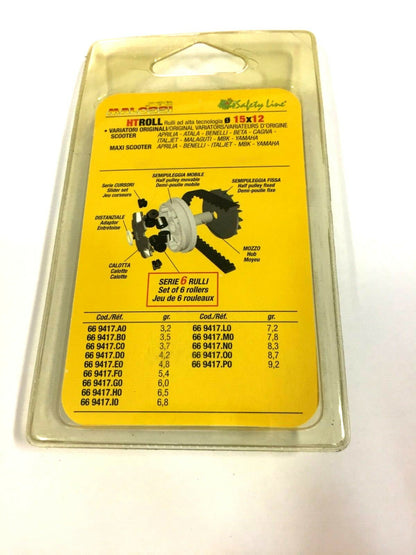 MALOSSI
eSafety Line
HTROLL Rulli ad alta tecnologia ø 15x12
• VARIATORI ORIGINALI/ORIGINAL VARIATORS/VARIATEURS D'ORIGINE
SCOOTER APRILIA - ATALA - BENELLI - BETA - CAGIVA -
ITALJET - MALAGUTI - MBK - YAMAHA
MAXI SCOOTER APRILIA - BENELLI - ITALJET - MBK - YAMAHA
SEMIPULEGGIA MOBILE
Half pulley movable
Demi-poulie mobile
SEMIPULEGGIA FISSA
Half pulley fixed
Demi-poulie fixe
Serie CURSORI
Slider set
Jeu curseurs
DISTANZIALE
Adaptor
Entretoise
CALOTTA
Calotte
Calotte
MOZZO
Hob
Moyeu
SERIE 6 RULLI
Set of 6 rollers
Jeu de 6 rouleaux
Cod./Réf. gr. Cod./Réf. gr.
66 9417.A0 3,2 66 9417.L0 7,2
66 9417.B0 3,5 66 9417.M0 7,8
66 9417.C0 3,7 66 9417.N0 8,3
66 9417.D0 4,2 66 9417.O0 8,7
66 9417.E0 4,8 66 9417.P0 9,2
66 9417.F0 5,4
66 9417.G0 6,0
66 9417.H0 6,5
66 9417.I0 6,8